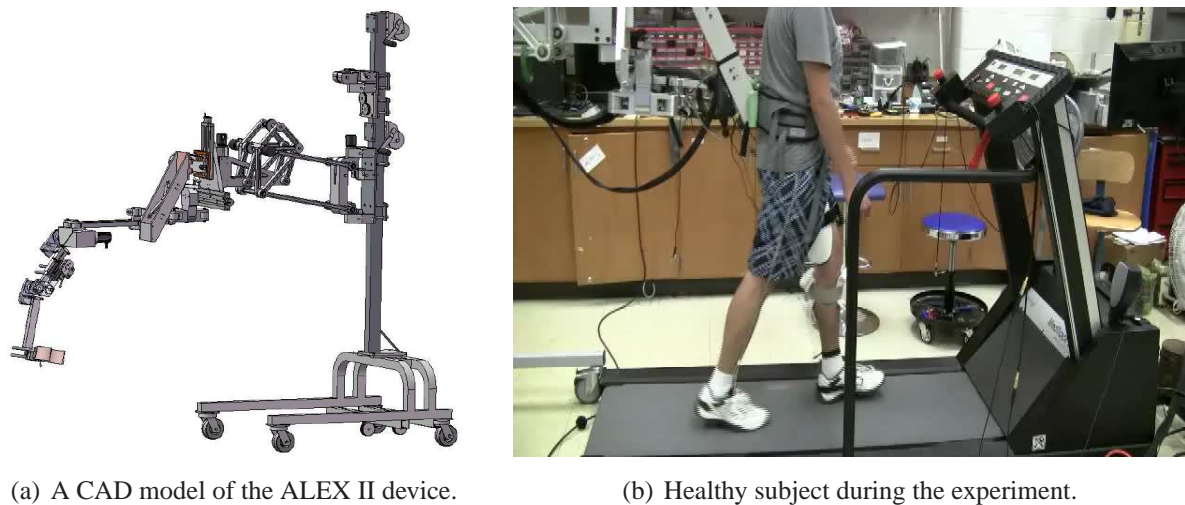 (a) A CAD model of the ALEX II device.
(b) Healthy subject during the experiment.